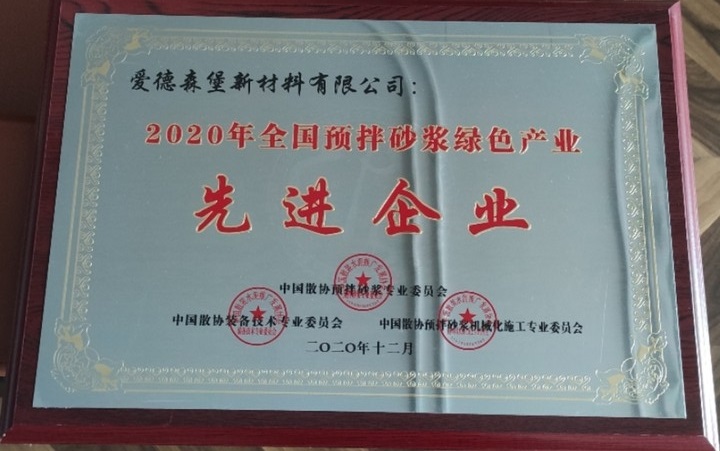 爱德森堡新材料有限公司：
2020年全国预拌砂浆绿色产业
先进企业
中国散协预拌砂浆专业委员会
中国散协装备技术专业委员会
中国散协预拌砂浆机械化施工专业委员会
二〇二〇年十二月